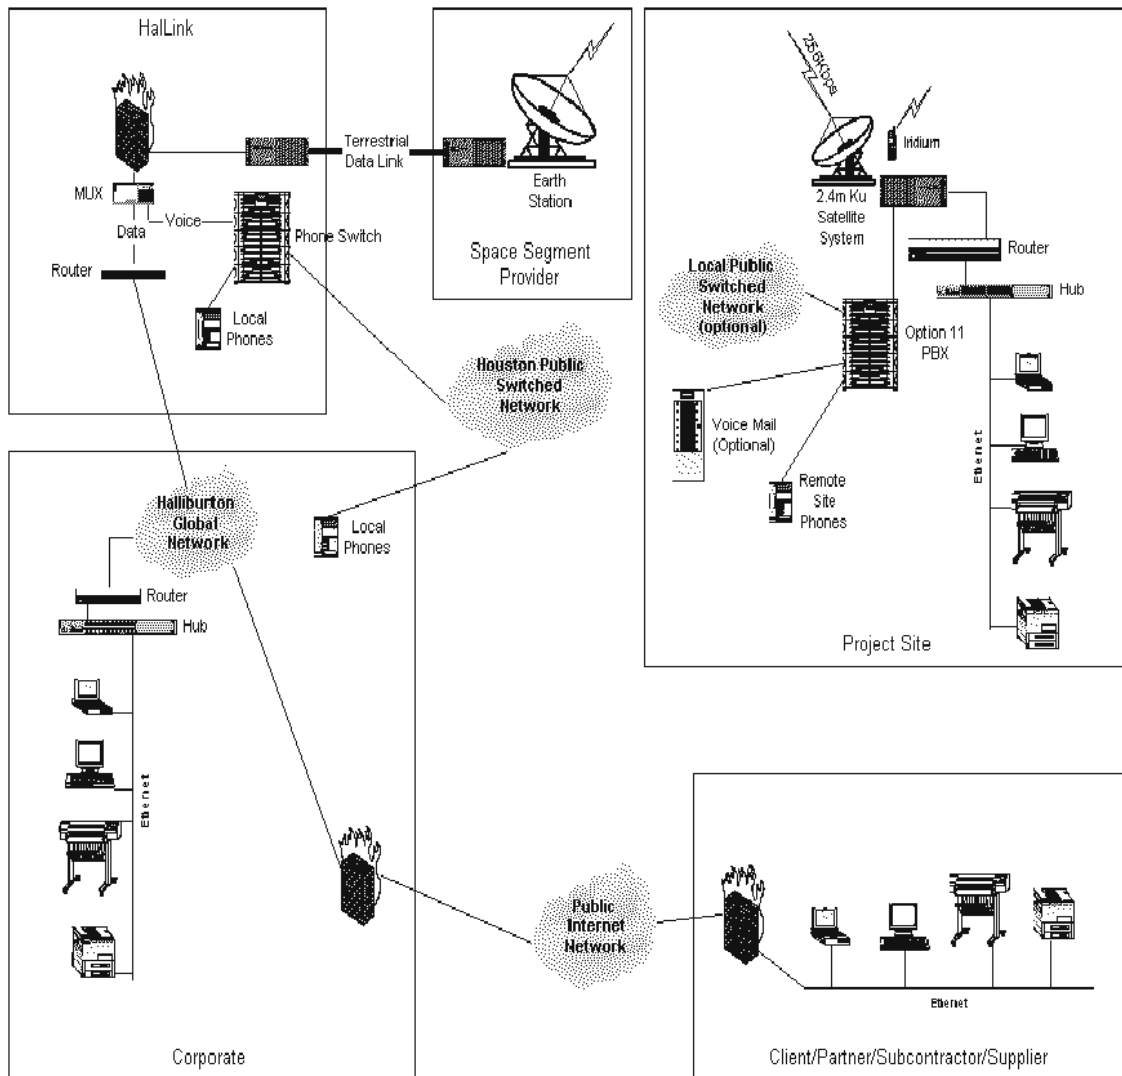 HalLink
MUX
Voice
Data
Router
Phone Switch
Local
Phones
Terrestrial
Data Link
Earth
Station
Space Segment
Provider
256Kbps
Iridium
2.4m Ku
Satellite
System
Router
Hub
Local Public
Switched
Network
(optional)
Option 11
PBX
Voice Mail
(Optional)
Remote
Site
Phones
Ethernet
Project Site
Houston Public
Switched
Network
Halliburton
Global
Network
Local
Phones
Router
Hub
Ethernet
Corporate
Public
Internet
Network
Ethernet
Client/Partner/Subcontractor/Supplier